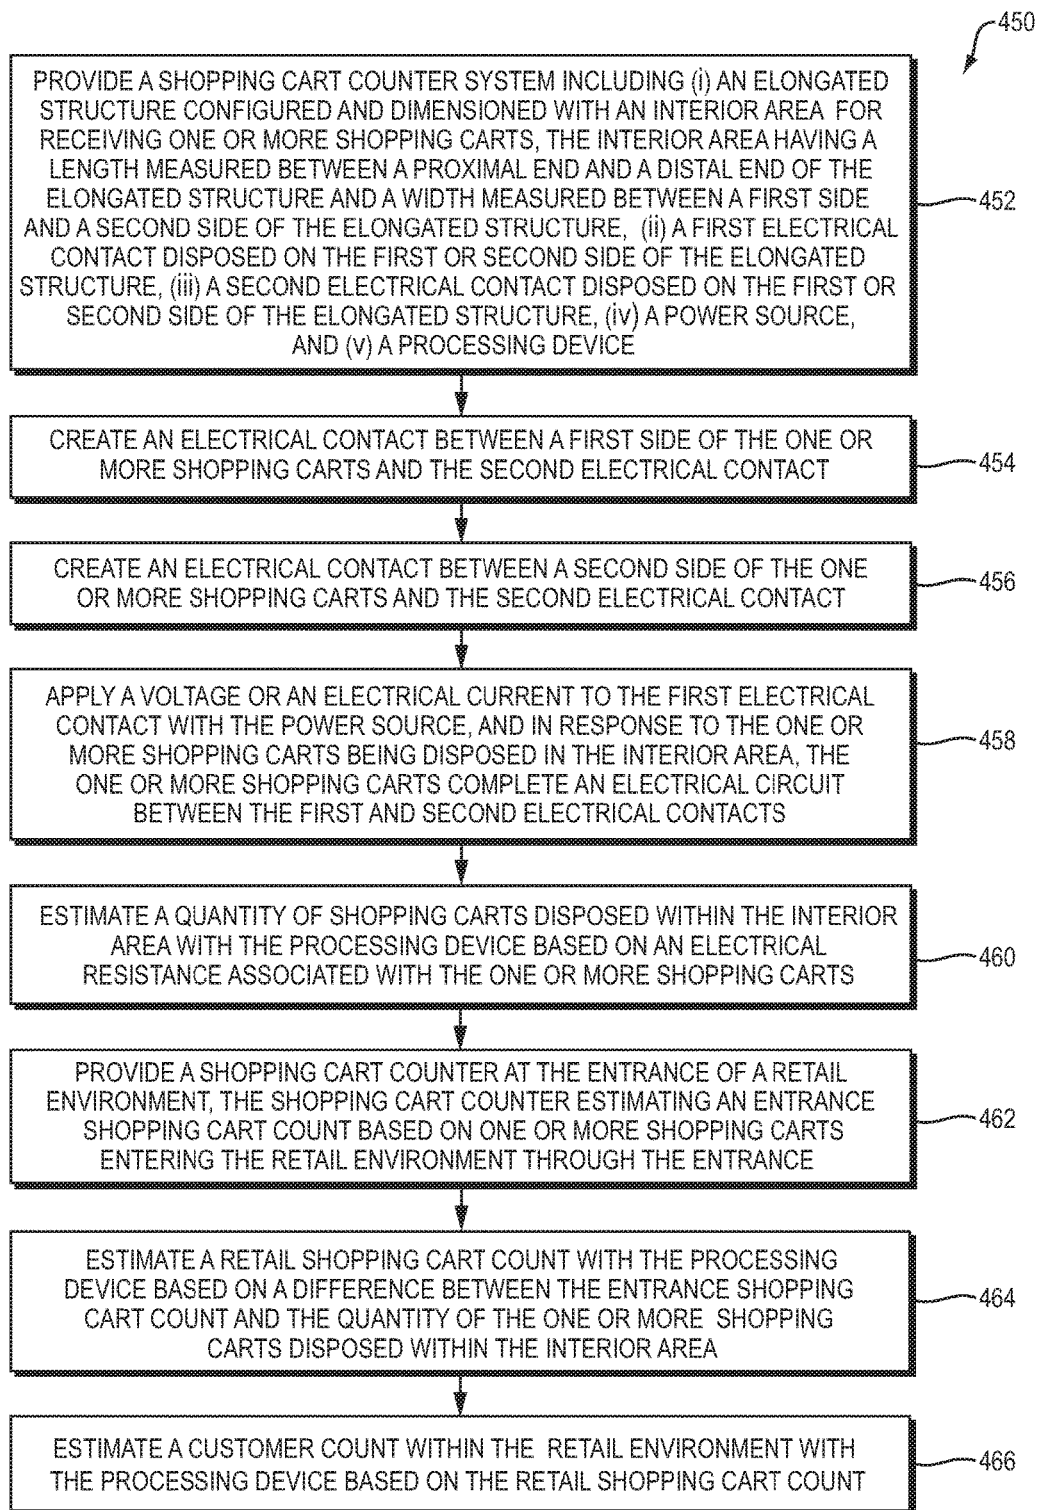 450
PROVIDE A SHOPPING CART COUNTER SYSTEM INCLUDING (i) AN ELONGATED
STRUCTURE CONFIGURED AND DIMENSIONED WITH AN INTERIOR AREA FOR
RECEIVING ONE OR MORE SHOPPING CARTS, THE INTERIOR AREA HAVING A
LENGTH MEASURED BETWEEN A PROXIMAL END AND A DISTAL END OF THE
ELONGATED STRUCTURE AND A WIDTH MEASURED BETWEEN A FIRST SIDE
AND A SECOND SIDE OF THE ELONGATED STRUCTURE, (ii) A FIRST ELECTRICAL
CONTACT DISPOSED ON THE FIRST OR SECOND SIDE OF THE ELONGATED
STRUCTURE, (iii) A SECOND ELECTRICAL CONTACT DISPOSED ON THE FIRST OR
SECOND SIDE OF THE ELONGATED STRUCTURE, (iv) A POWER SOURCE,
AND (v) A PROCESSING DEVICE
452
CREATE AN ELECTRICAL CONTACT BETWEEN A FIRST SIDE OF THE ONE OR
MORE SHOPPING CARTS AND THE SECOND ELECTRICAL CONTACT
454
CREATE AN ELECTRICAL CONTACT BETWEEN A SECOND SIDE OF THE ONE
OR MORE SHOPPING CARTS AND THE SECOND ELECTRICAL CONTACT
456
APPLY A VOLTAGE OR AN ELECTRICAL CURRENT TO THE FIRST ELECTRICAL
CONTACT WITH THE POWER SOURCE, AND IN RESPONSE TO THE ONE OR
MORE SHOPPING CARTS BEING DISPOSED IN THE INTERIOR AREA, THE
ONE OR MORE SHOPPING CARTS COMPLETE AN ELECTRICAL CIRCUIT
BETWEEN THE FIRST AND SECOND ELECTRICAL CONTACTS
458
ESTIMATE A QUANTITY OF SHOPPING CARTS DISPOSED WITHIN THE INTERIOR
AREA WITH THE PROCESSING DEVICE BASED ON AN ELECTRICAL
RESISTANCE ASSOCIATED WITH THE ONE OR MORE SHOPPING CARTS
460
PROVIDE A SHOPPING CART COUNTER AT THE ENTRANCE OF A RETAIL
ENVIRONMENT, THE SHOPPING CART COUNTER ESTIMATING AN ENTRANCE
SHOPPING CART COUNT BASED ON ONE OR MORE SHOPPING CARTS
ENTERING THE RETAIL ENVIRONMENT THROUGH THE ENTRANCE
462
ESTIMATE A RETAIL SHOPPING CART COUNT WITH THE PROCESSING
DEVICE BASED ON A DIFFERENCE BETWEEN THE ENTRANCE SHOPPING
CART COUNT AND THE QUANTITY OF THE ONE OR MORE SHOPPING
CARTS DISPOSED WITHIN THE INTERIOR AREA
464
ESTIMATE A CUSTOMER COUNT WITHIN THE RETAIL ENVIRONMENT WITH
THE PROCESSING DEVICE BASED ON THE RETAIL SHOPPING CART COUNT
466